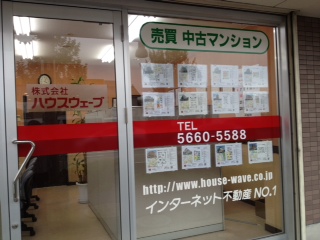 売買 中古マンション
株式会社
ハウスウェーブ
TEL
5660-5588
http://www.house-wave.co.jp
インターネット不動産 NO.1